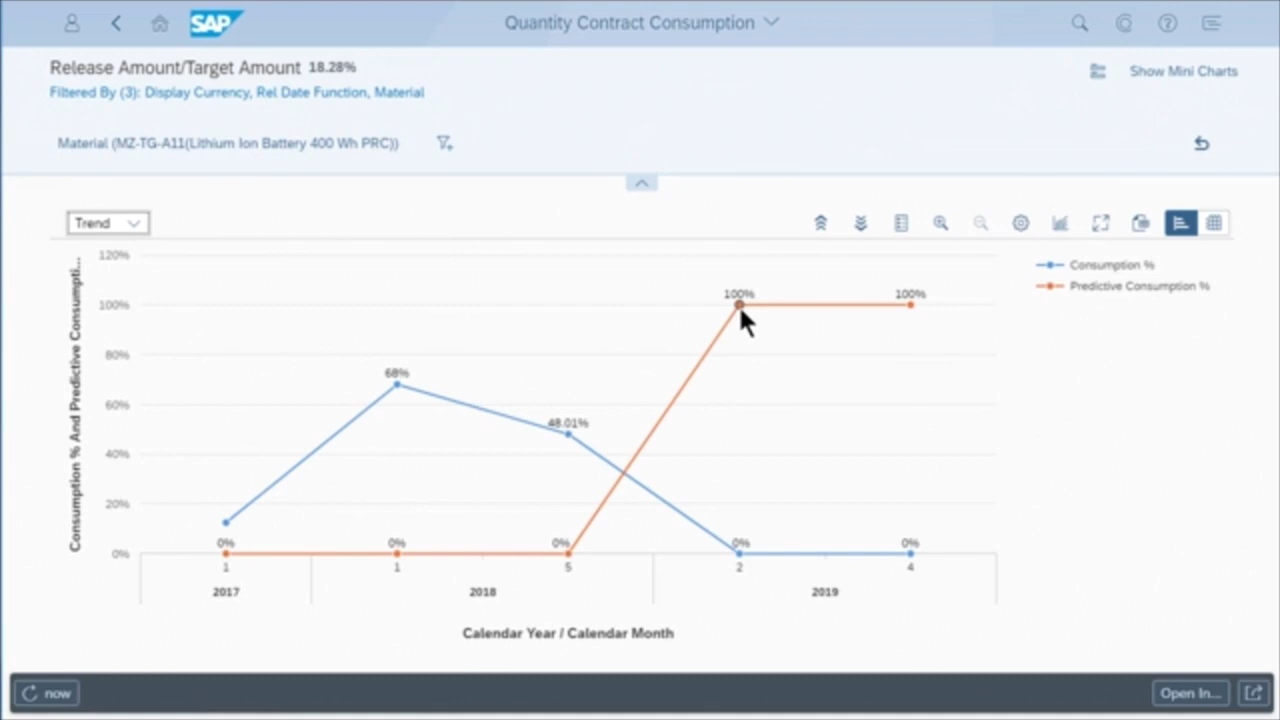 SAP
Quantity Contract Consumption
Release Amount/Target Amount 18.28%
Filtered By (3): Display Currency, Rel Date Function, Material
Show Mini Charts
Material (MZ-TG-A11(Lithium Ion Battery 400 Wh PRC))
Trend
Consumption % And Predictive Consumpti...
120%
100%
80%
60%
40%
20%
0%
68%
48.01%
100%
100%
0%
0%
0%
0%
0%
1
1
5
2
4
2017
2018
2019
Calendar Year / Calendar Month
Consumption %
Predictive Consumption %
now
Open In...